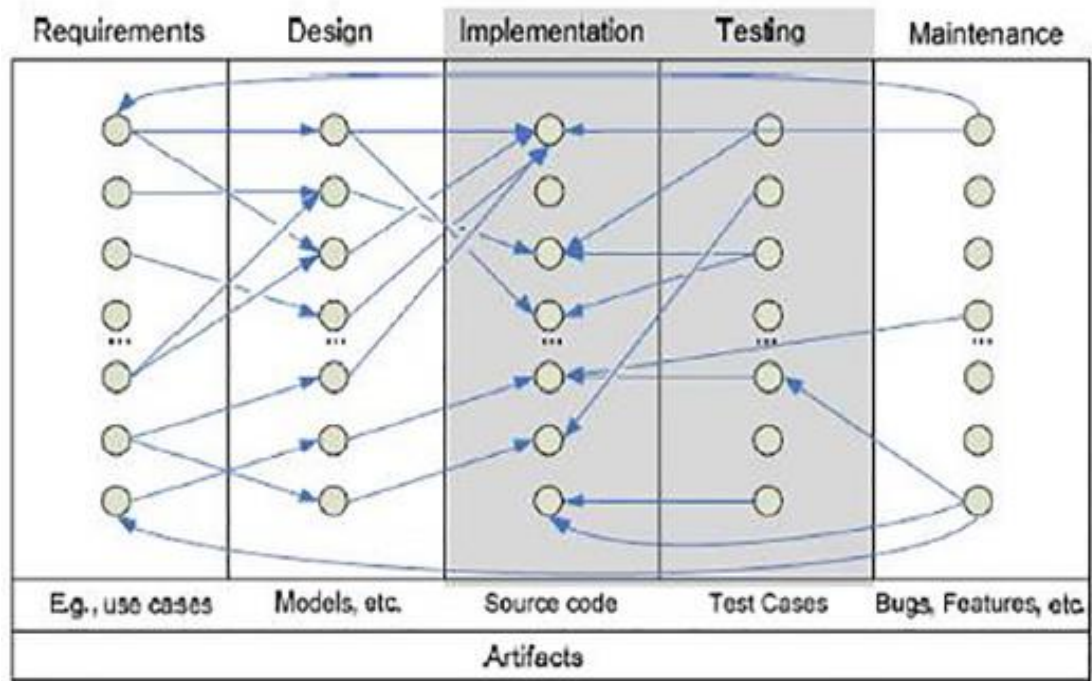 Requirements Design Implementation Testing Maintenance
... ... ... ... ...
E.g., use cases Models, etc. Source code Test Cases Bugs, Features, etc.
Artifacts